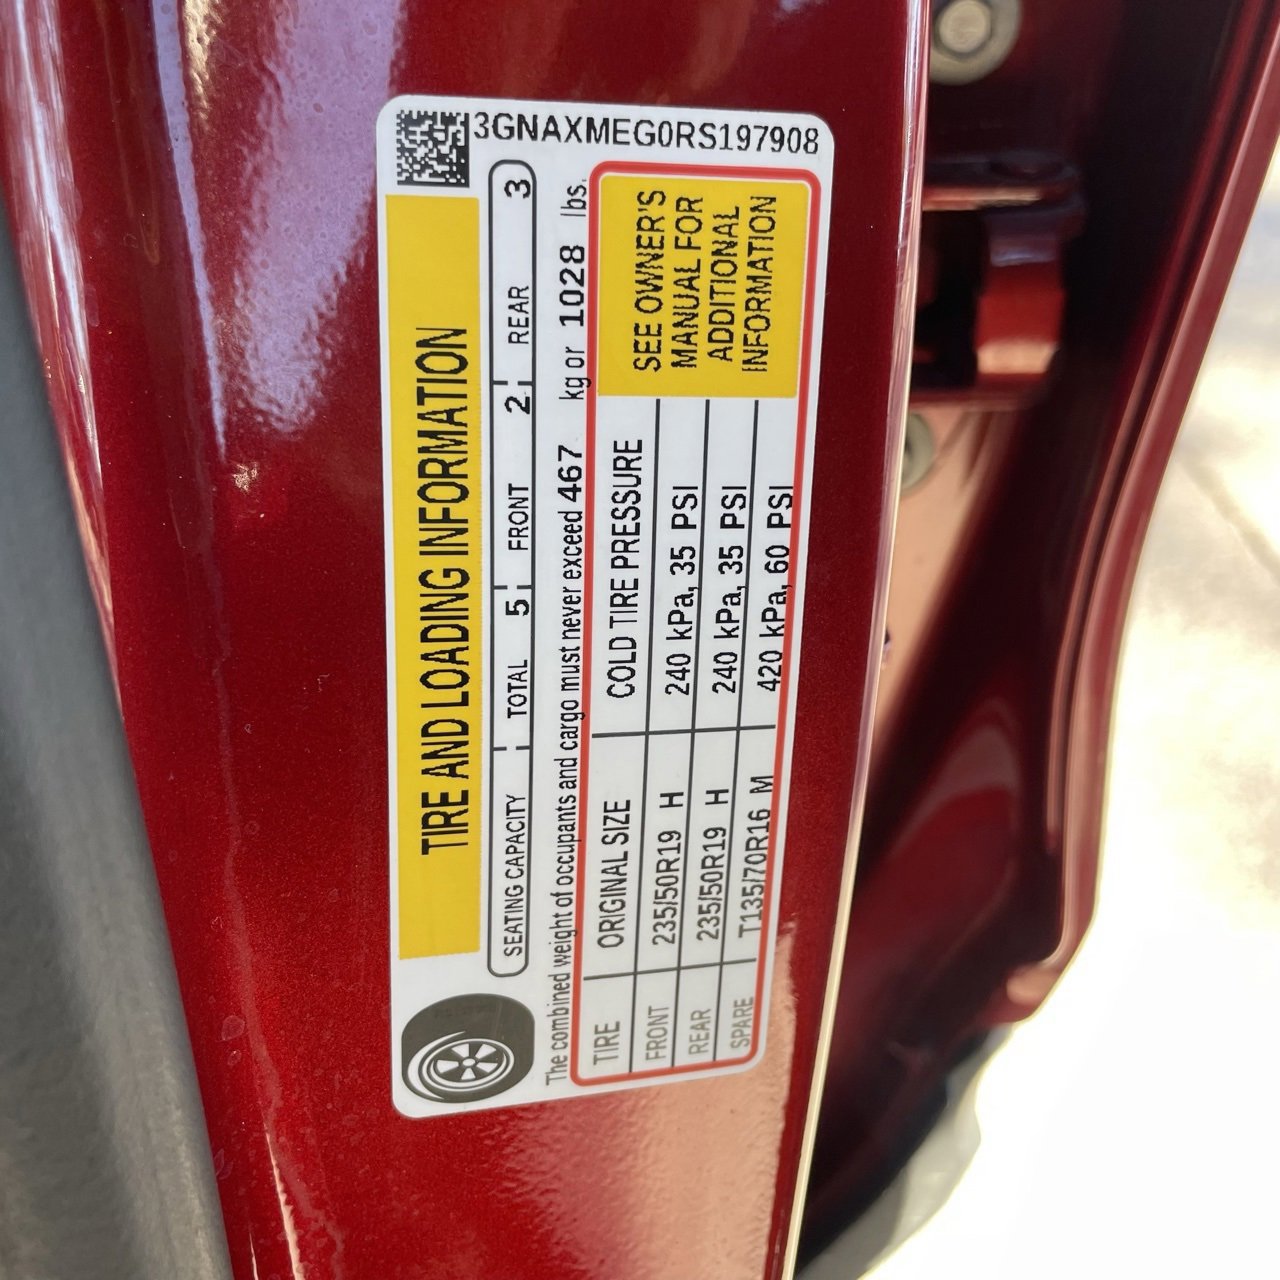 3GNAXMEG0RS197908
TIRE AND LOADING INFORMATION
SEATING CAPACITY TOTAL 5 FRONT 2 REAR 3
The combined weight of occupants and cargo must never exceed 467 kg or 1028 lbs.
TIRE ORIGINAL SIZE COLD TIRE PRESSURE
FRONT 235/50R19 H 240 kPa, 35 PSI
REAR 235/50R19 H 240 kPa, 35 PSI
SPARE T135/70R16 M 420 kPa, 60 PSI
SEE OWNER'S
MANUAL FOR
ADDITIONAL
INFORMATION